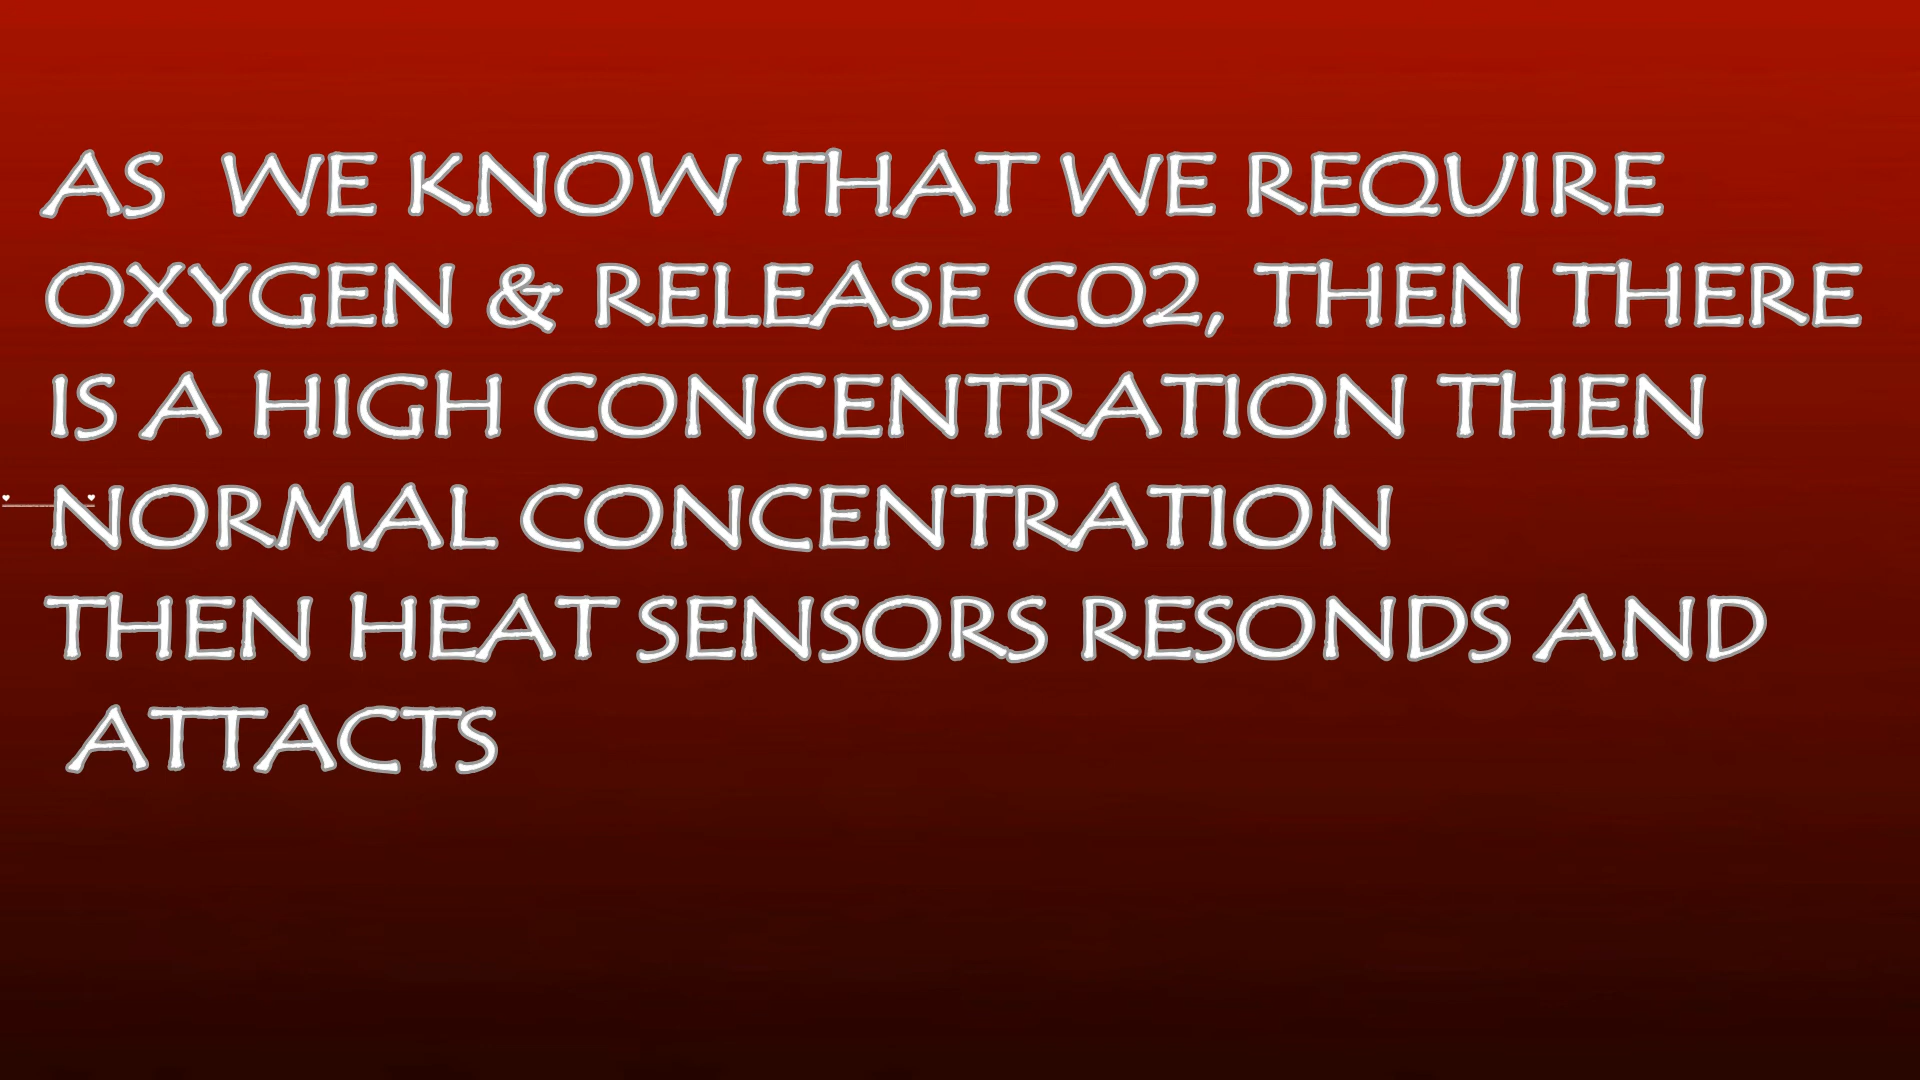 AS  WE KNOW THAT WE REQUIRE
OXYGEN & RELEASE CO2, THEN THERE
IS A HIGH CONCENTRATION THEN
NORMAL CONCENTRATION
THEN HEAT SENSORS RESONDS AND
ATTACTS